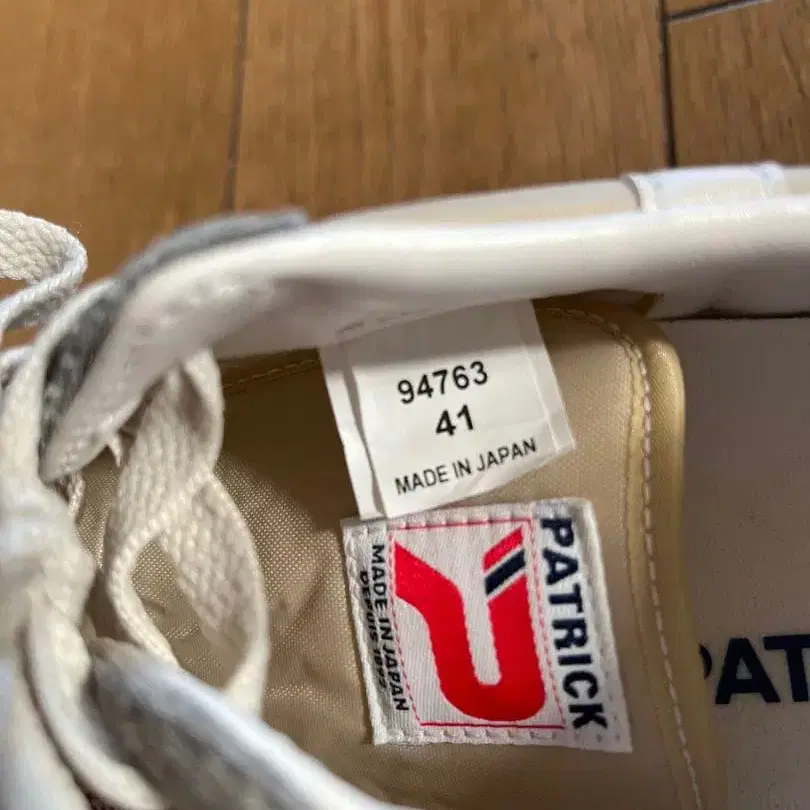 94763
41
MADE IN JAPAN
PATRICK
MADE IN JAPAN
DEPUIS 1892
PAT